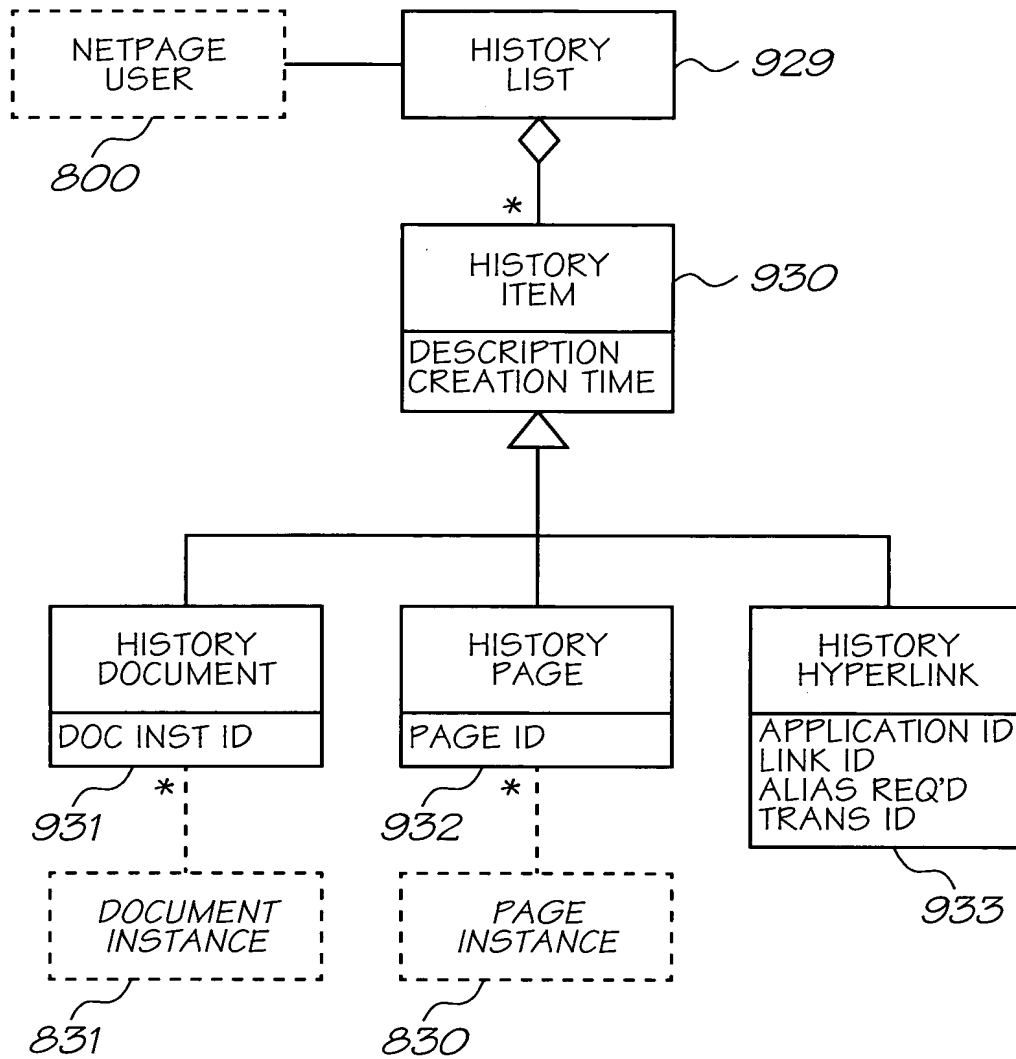 NETPAGE
USER
800
HISTORY
LIST
929
*
HISTORY
ITEM
930
DESCRIPTION
CREATION TIME
HISTORY
DOCUMENT
DOC INST ID
931
*
HISTORY
PAGE
PAGE ID
932
*
HISTORY
HYPERLINK
APPLICATION ID
LINK ID
ALIAS REQ'D
TRANS ID
933
DOCUMENT
INSTANCE
831
PAGE
INSTANCE
830